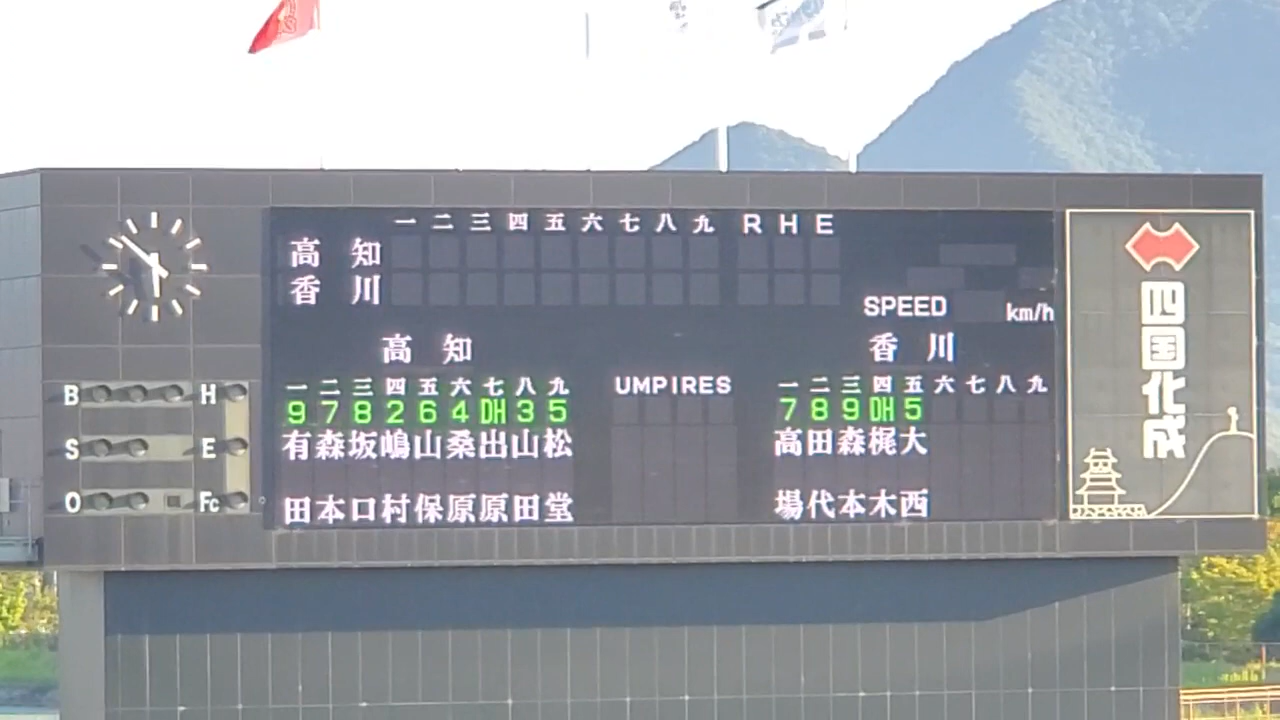 一 二 三 四 五 六 七 八 九 R H E
高 知
香 川
SPEED km/h
高 知
一 二 三 四 五 六 七 八 九
9 7 8 2 6 4 DH 3 5
有 森 坂 嶋 山 桑 出 山 松
田 本 口 村 保 原 原 田 堂
UMPIRES
香 川
一 二 三 四 五 六 七 八 九
7 8 9 DH 5
高 田 森 梶 大
場 代 本 木 西
B H
S E
O Fc
四国化成